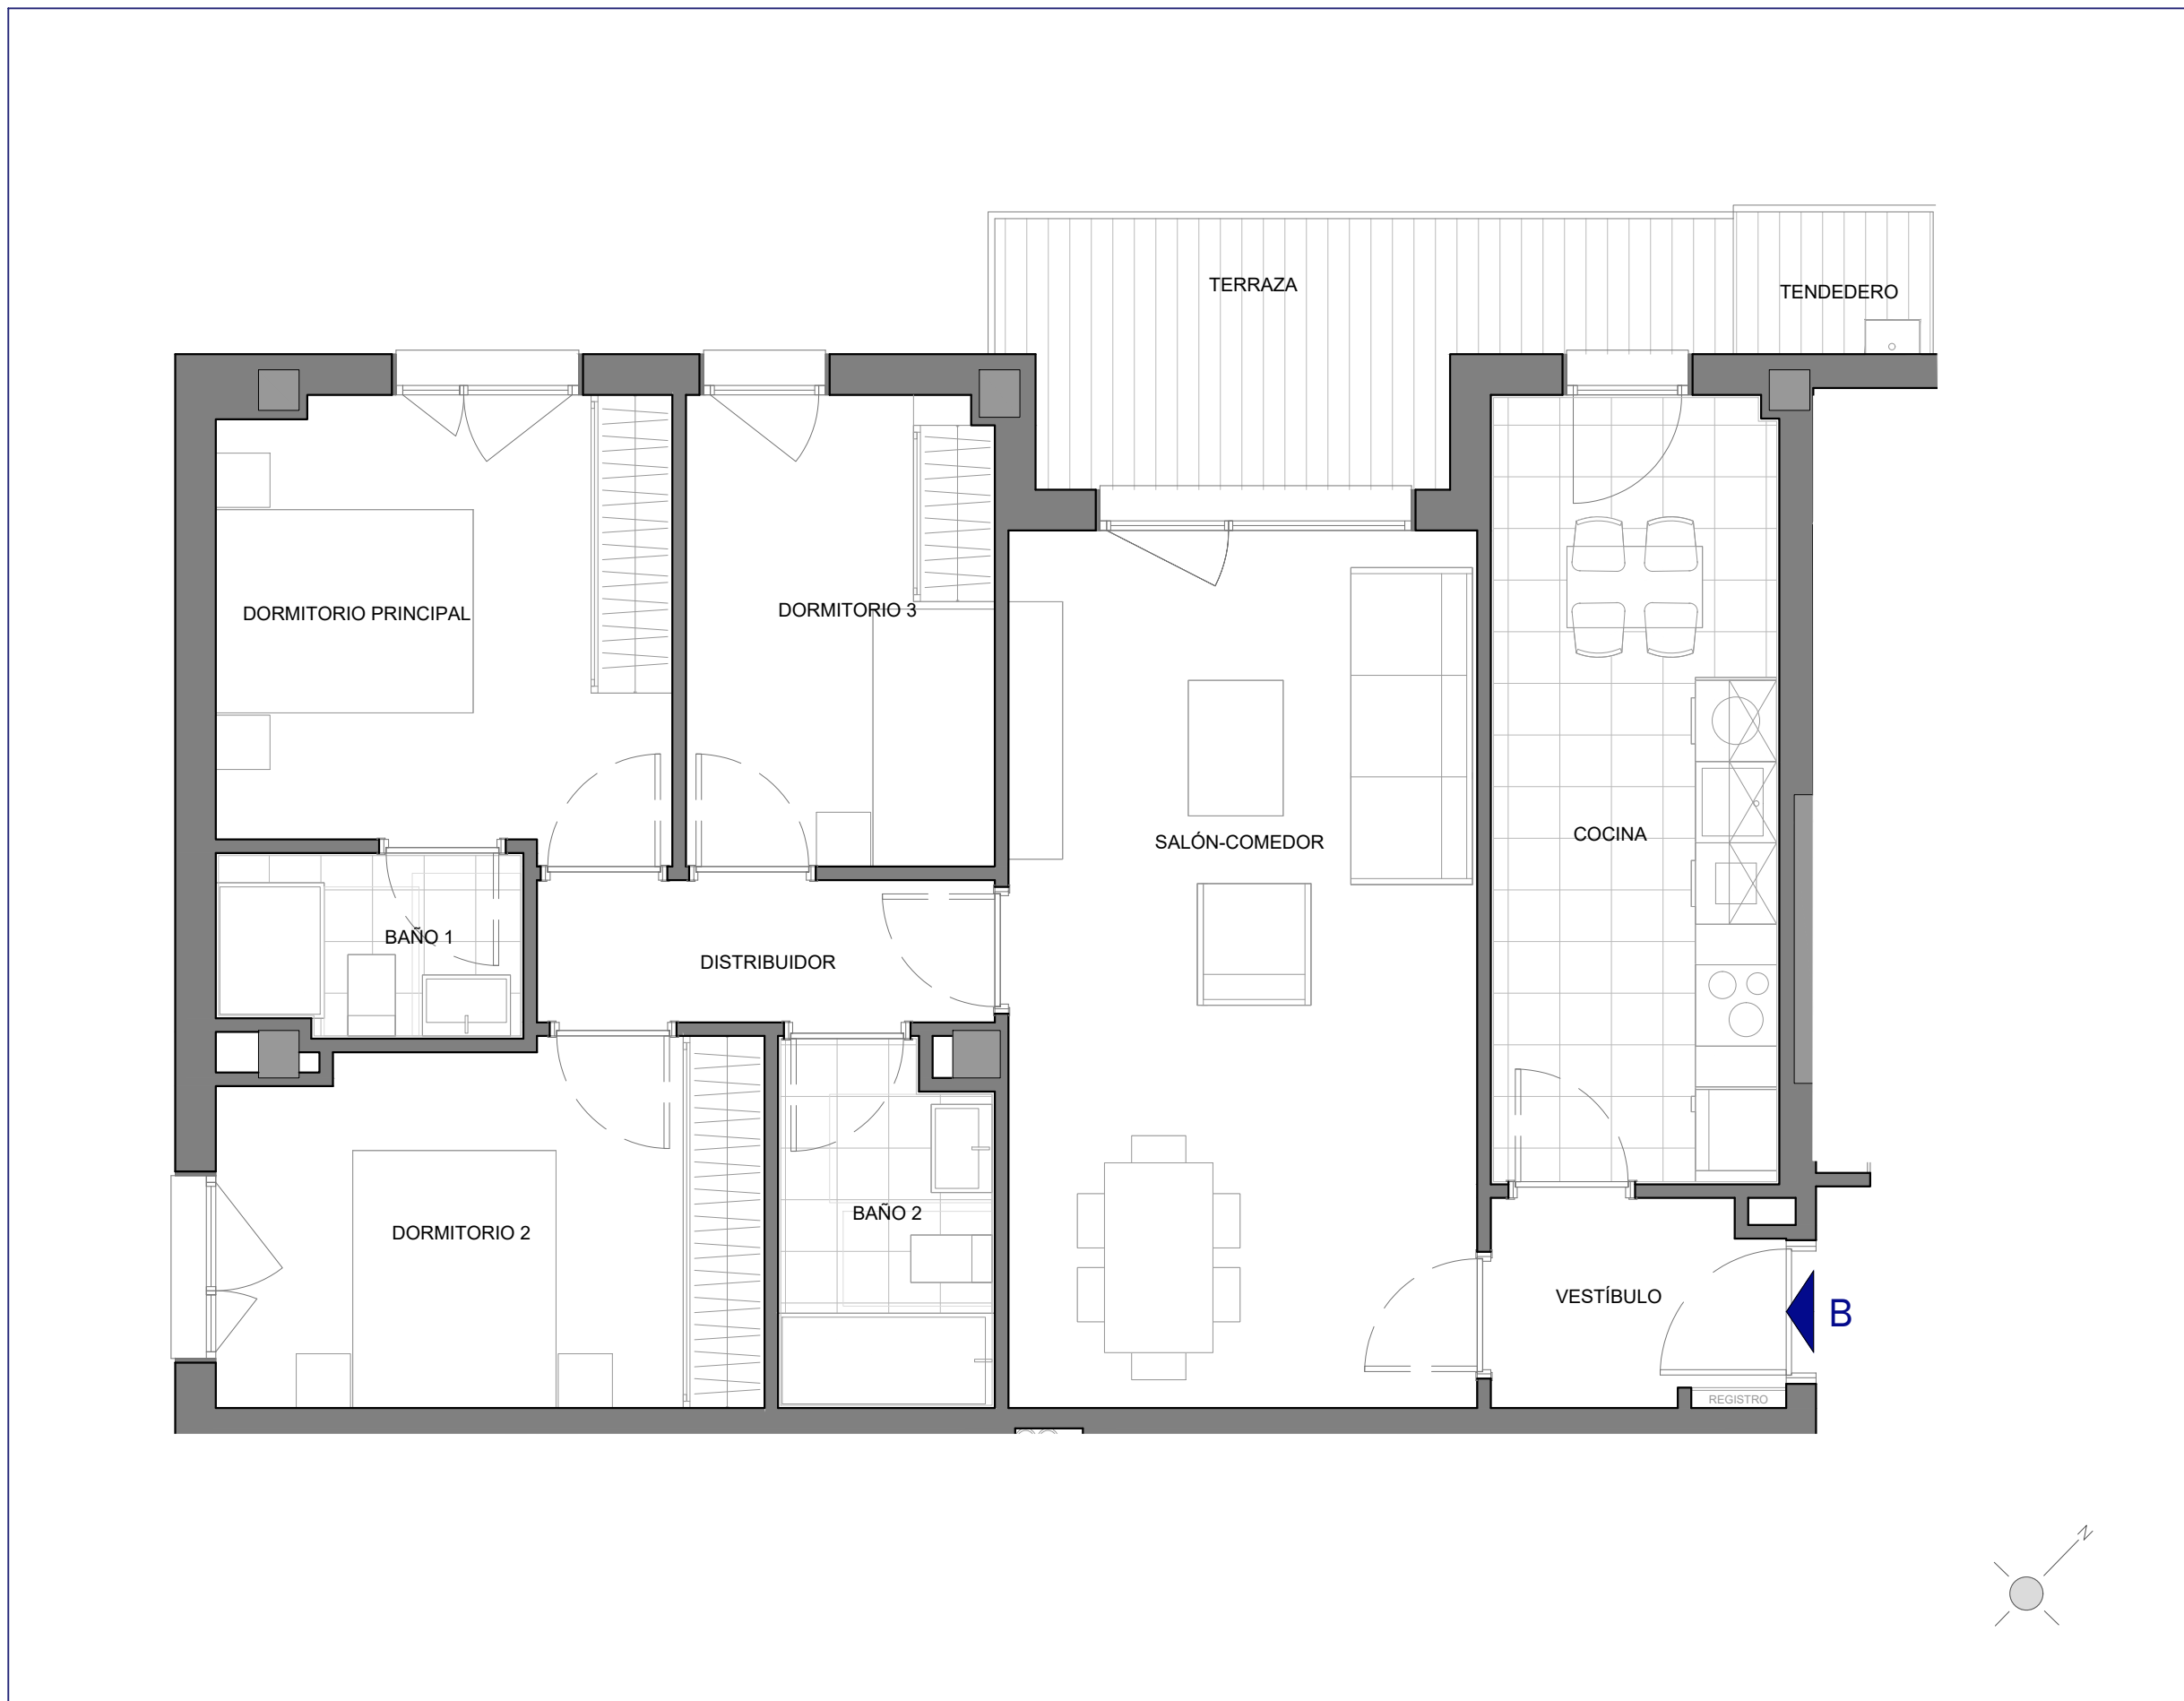 TERRAZA
TENDEDERO
DORMITORIO PRINCIPAL
DORMITORIO 3
SALÓN-COMEDOR
COCINA
BAÑO 1
DISTRIBUIDOR
BAÑO 2
DORMITORIO 2
VESTÍBULO
B
REGISTRO
N